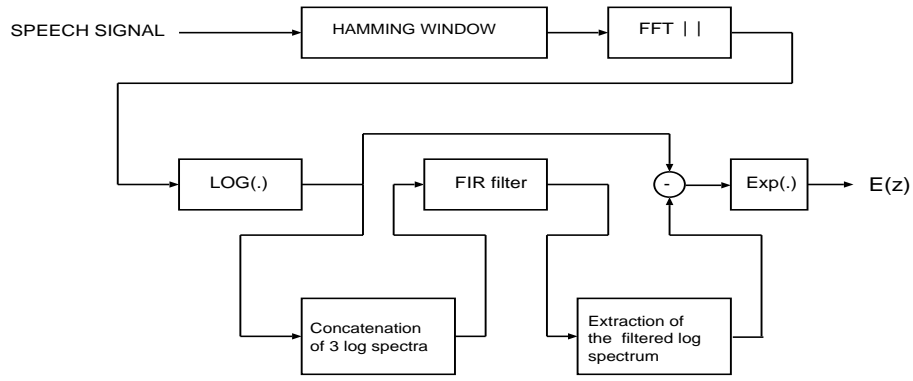 SPEECH SIGNAL
HAMMING WINDOW
FFT | |
LOG(.)
FIR filter
-
Exp(.)
E(z)
Concatenation
of 3 log spectra
Extraction of
the filtered log
spectrum